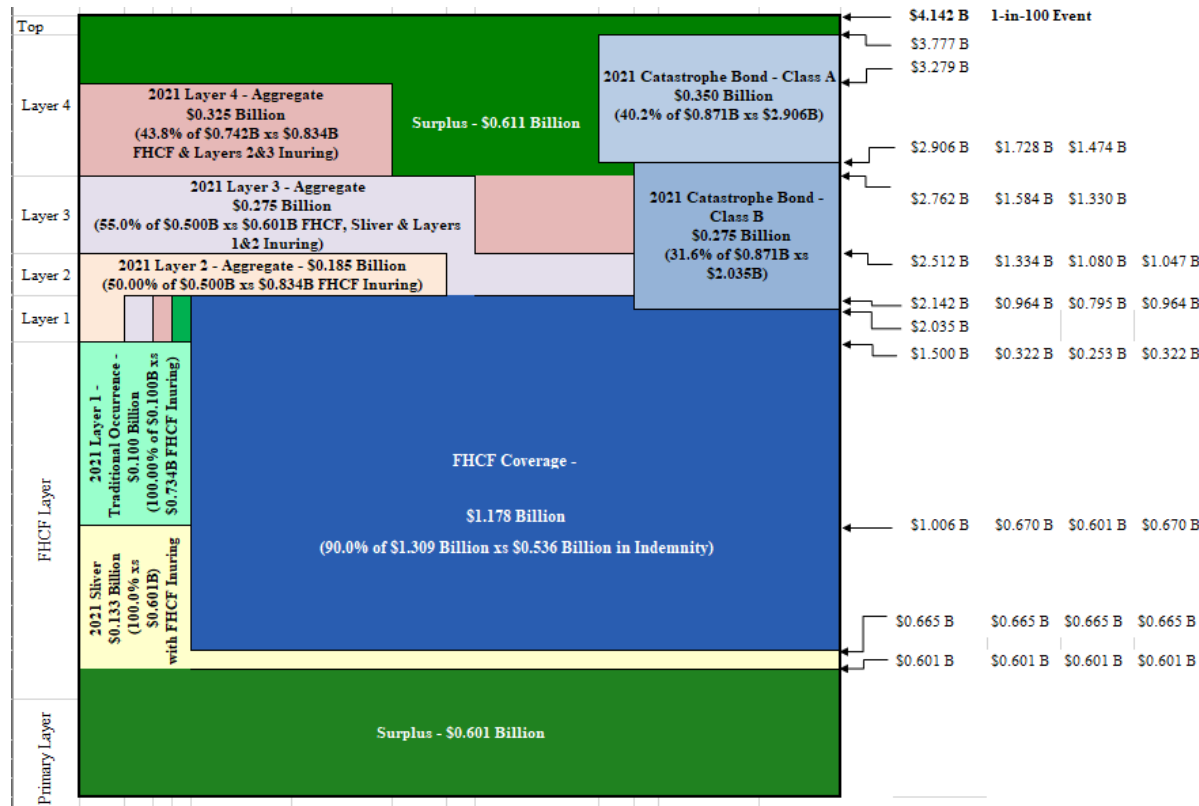 Top
$4.142 B 1-in-100 Event
$3.777 B
$3.279 B
Layer 4
2021 Catastrophe Bond - Class A
$0.350 Billion
(40.2% of $0.871B xs $2.906B)
2021 Layer 4 - Aggregate
$0.325 Billion
(43.8% of $0.742B xs $0.834B
FHCF & Layers 2&3 Inuring)
Surplus - $0.611 Billion
$2.906 B $1.728 B $1.474 B
Layer 3
2021 Layer 3 - Aggregate
$0.275 Billion
(55.0% of $0.500B xs $0.601B FHCF, Sliver & Layers
1&2 Inuring)
2021 Catastrophe Bond -
Class B
$0.275 Billion
(31.6% of $0.871B xs
$2.035B)
$2.762 B $1.584 B $1.330 B
Layer 2
2021 Layer 2 - Aggregate - $0.185 Billion
(50.00% of $0.500B xs $0.834B FHCF Inuring)
$2.512 B $1.334 B $1.080 B $1.047 B
Layer 1
$2.142 B $0.964 B $0.795 B $0.964 B
$2.035 B
$1.500 B $0.322 B $0.253 B $0.322 B
FHCF Layer
2021 Layer 1 -
Traditional Occurrence -
$0.100 Billion
(100.00% of $0.100B xs
$0.734B FHCF Inuring)
FHCF Coverage -
$1.178 Billion
(90.0% of $1.309 Billion xs $0.536 Billion in Indemnity)
$1.006 B $0.670 B $0.601 B $0.670 B
2021 Sliver
$0.133 Billion
(100.0% xs
$0.601B)
with FHCF Inuring
$0.665 B $0.665 B $0.665 B $0.665 B
$0.601 B $0.601 B $0.601 B $0.601 B
Primary Layer
Surplus - $0.601 Billion